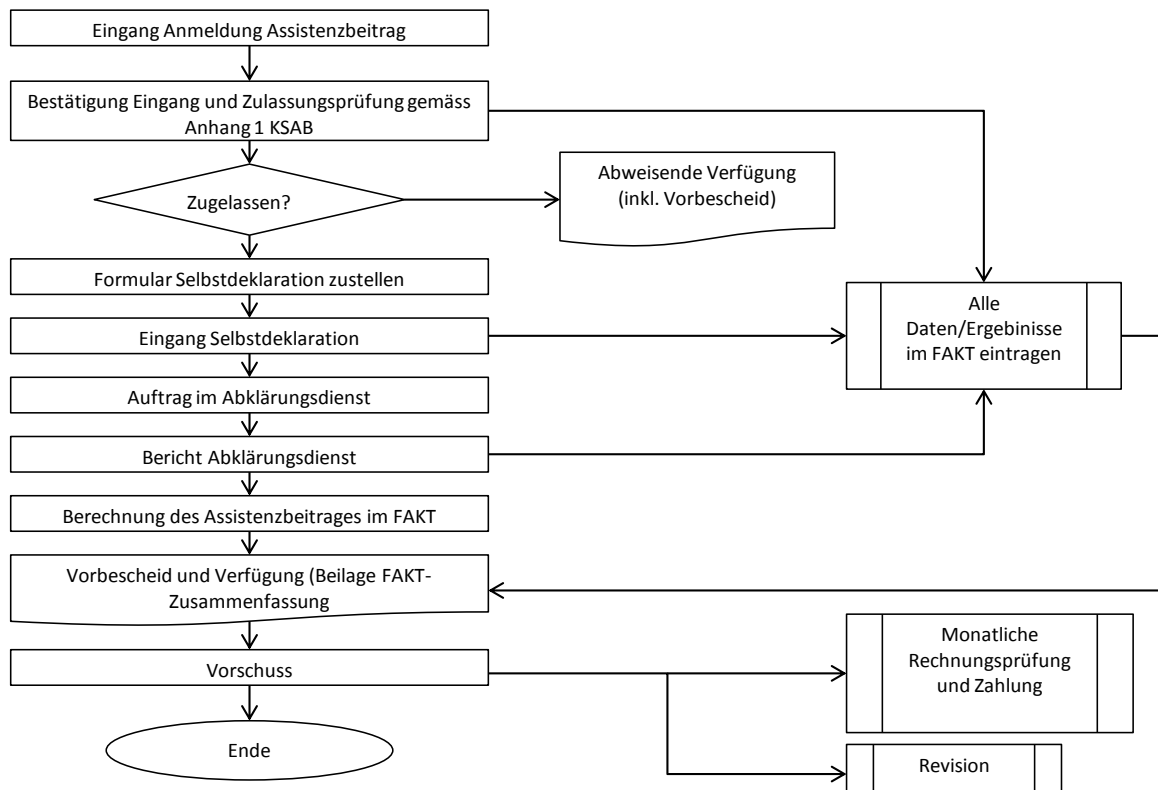 Eingang Anmeldung Assistenzbeitrag
Bestätigung Eingang und Zulassungsprüfung gemäss
Anhang 1 KSAB
Zugelassen?
Abweisende Verfügung
(inkl. Vorbescheid)
Formular Selbstdeklaration zustellen
Eingang Selbstdeklaration
Alle
Daten/Ergebinisse
im FAKT eintragen
Auftrag im Abklärungsdienst
Bericht Abklärungsdienst
Berechnung des Assistenzbeitrages im FAKT
Vorbescheid und Verfügung (Beilage FAKT-
Zusammenfassung
Vorschuss
Monatliche
Rechnungsprüfung
und Zahlung
Ende
Revision